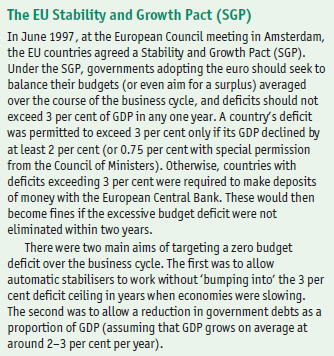 The EU Stability and Growth Pact (SGP)
In June 1997, at the European Council meeting in Amsterdam,
the EU countries agreed a Stability and Growth Pact (SGP).
Under the SGP, governments adopting the euro should seek to
balance their budgets (or even aim for a surplus) averaged
over the course of the business cycle, and deficits should not
exceed 3 per cent of GDP in any one year. A country's deficit
was permitted to exceed 3 per cent only if its GDP declined by
at least 2 per cent (or 0.75 per cent with special permission
from the Council of Ministers). Otherwise, countries with
deficits exceeding 3 per cent were required to make deposits
of money with the European Central Bank. These would then
become fines if the excessive budget deficit were not
eliminated within two years.
There were two main aims of targeting a zero budget
deficit over the business cycle. The first was to allow
automatic stabilisers to work without 'bumping into' the 3 per
cent deficit ceiling in years when economies were slowing.
The second was to allow a reduction in government debts as a
proportion of GDP (assuming that GDP grows on average at
around 2–3 per cent per year).